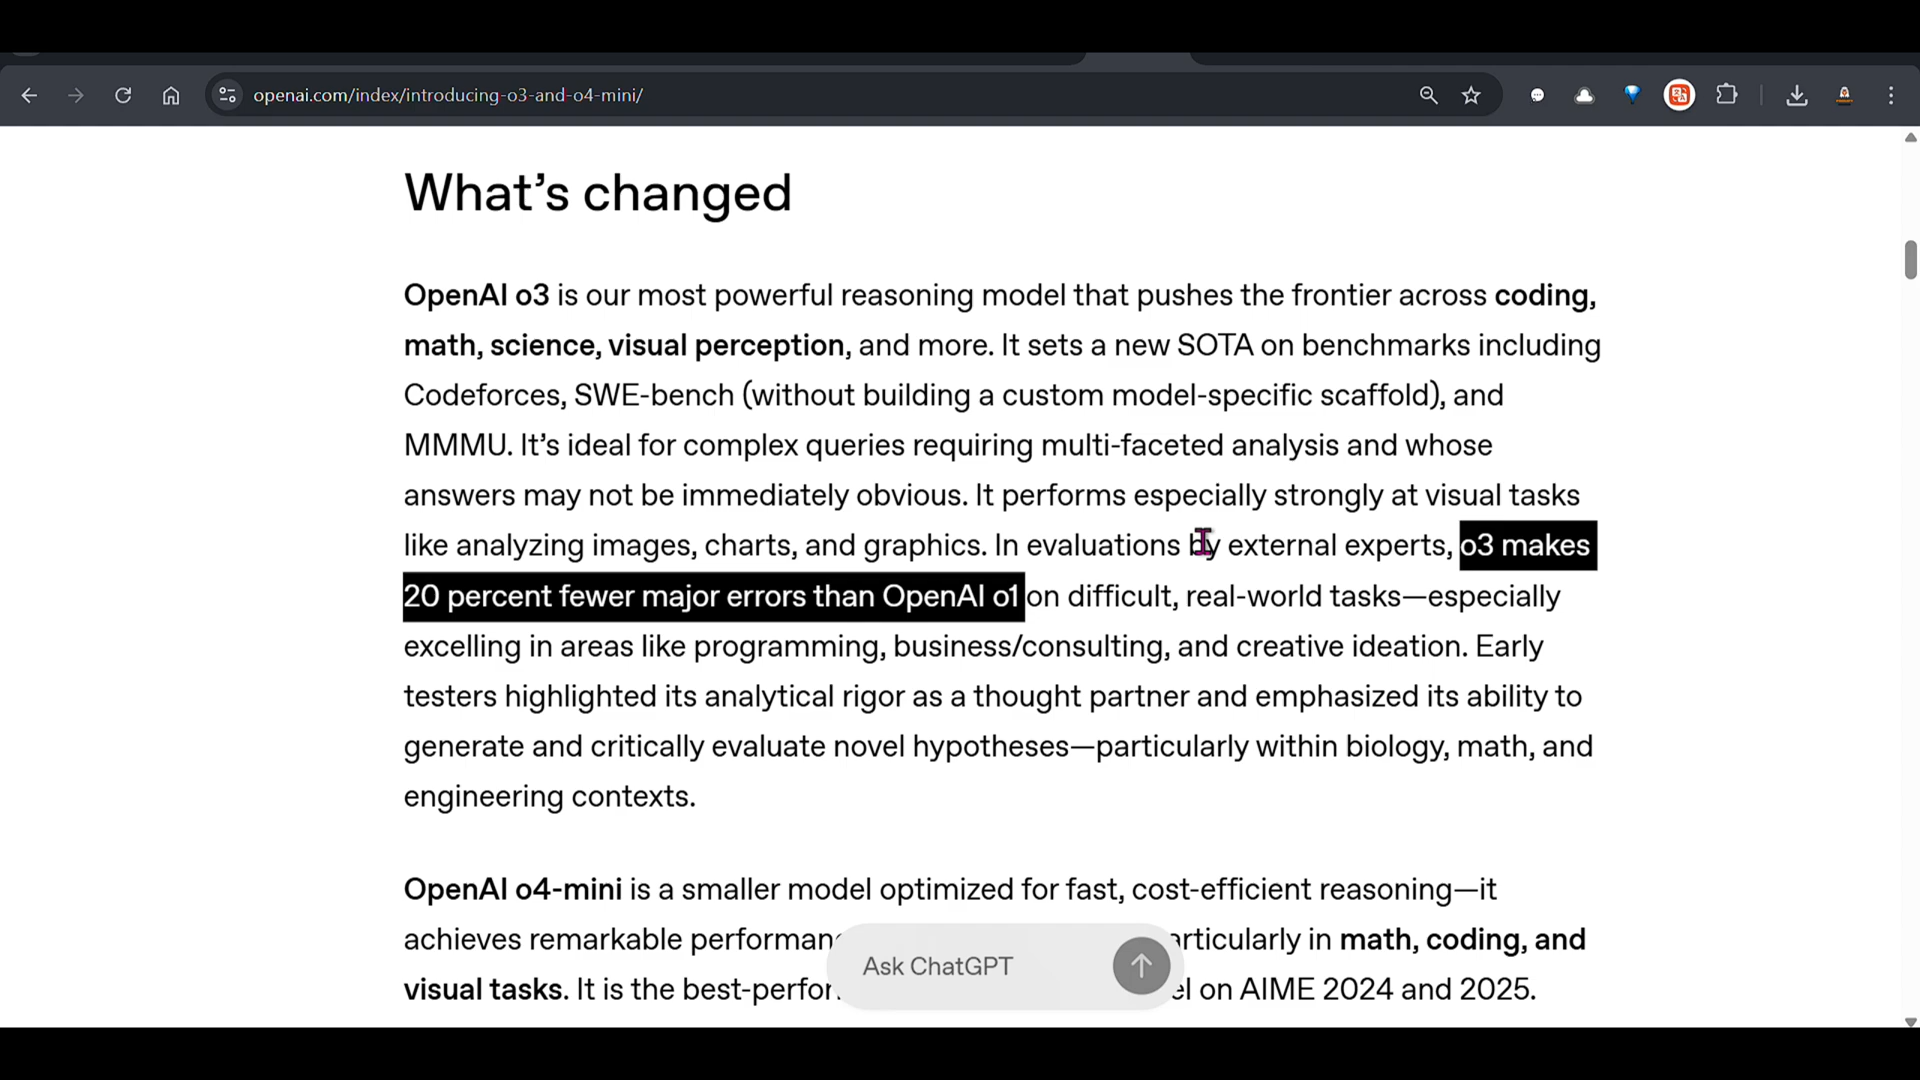 openai.com/index/introducing-o3-and-o4-mini/
What's changed
OpenAI o3 is our most powerful reasoning model that pushes the frontier across coding,
math, science, visual perception, and more. It sets a new SOTA on benchmarks including
Codeforces, SWE-bench (without building a custom model-specific scaffold), and
MMMU. It's ideal for complex queries requiring multi-faceted analysis and whose
answers may not be immediately obvious. It performs especially strongly at visual tasks
like analyzing images, charts, and graphics. In evaluations by external experts, o3 makes
20 percent fewer major errors than OpenAI o1 on difficult, real-world tasks—especially
excelling in areas like programming, business/consulting, and creative ideation. Early
testers highlighted its analytical rigor as a thought partner and emphasized its ability to
generate and critically evaluate novel hypotheses—particularly within biology, math, and
engineering contexts.
OpenAI o4-mini is a smaller model optimized for fast, cost-efficient reasoning—it
achieves remarkable in math, coding, and
Ask ChatGPT
visual tasks. It is the on AIME 2024 and 2025.